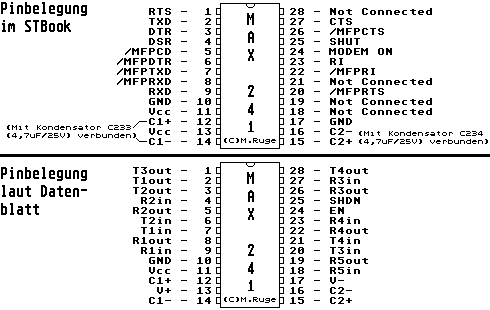 Pinbelegung
im STBook
RTS - 1 28 - Not Connected
TXD - 2 27 - CTS
DTR - 3 26 - /MFPCTS
DSR - 4 25 - SHUT
/MFPCD - 5 24 - MODEM ON
/MFPDTR - 6 23 - RI
/MFPTXD - 7 22 - /MFPRI
/MFPRXD - 8 21 - Not Connected
RXD - 9 20 - /MFPRTS
GND - 10 19 - Not Connected
Vcc - 11 18 - Not Connected
C1+ - 12 17 - GND
(Mit Kondensator C233 Vcc - 13 16 - C2- (Mit Kondensator C234
(4,7uF/25V) verbunden) C1- - 14 15 - C2+ (4,7uF/25V) verbunden)
M
A
X
2
4
1
(C)M.Ruge
Pinbelegung
laut Daten-
blatt
T3out - 1 28 - T4out
T1out - 2 27 - R3in
T2out - 3 26 - R3out
R2in - 4 25 - SHDN
R2out - 5 24 - EN
T2in - 6 23 - R4in
T1in - 7 22 - R4out
R1out - 8 21 - T4in
R1in - 9 20 - T3in
GND - 10 19 - R5out
Vcc - 11 18 - R5in
C1+ - 12 17 - V-
V+ - 13 16 - C2-
C1- - 14 15 - C2+
M
A
X
2
4
1
(C)M.Ruge